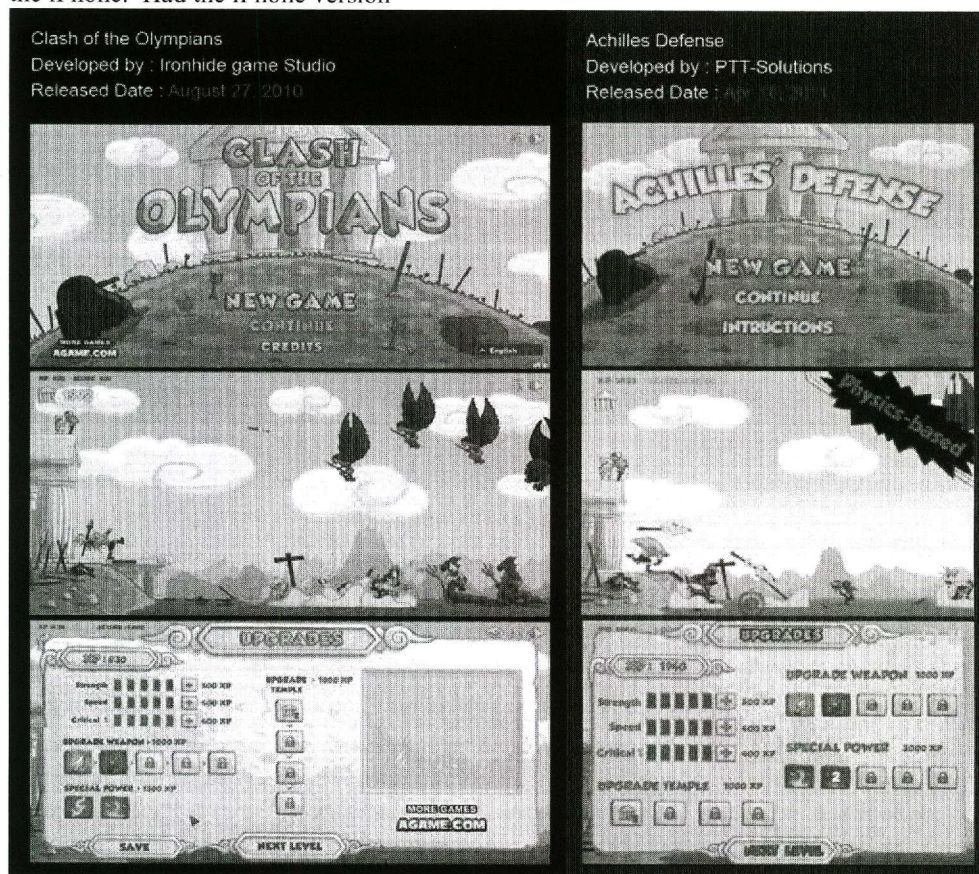 the iPhone. Had the iPhone version
Clash of the Olympians
Developed by : Ironhide game Studio
Released Date : August 27, 2010
CLASH
OF THE
OLYMPIANS
NEW GAME
CONTINUE
CREDITS
MORE GAMES
AGAME.COM
English
UPGRADES
XP: 630
Strength 500 XP
Speed 400 XP
Critical % 400 XP
UPGRADE WEAPON - 1000 XP
SPECIAL POWER - 1500 XP
UPGRADE - 1000 XP
TEMPLE
MORE GAMES
AGAME.COM
SAVE
NEXT LEVEL
Achilles Defense
Developed by : PTT-Solutions
Released Date :
ACHILLES' DEFENSE
NEW GAME
CONTINUE
INTRUCTIONS
Physics-based
UPGRADES
XP: 1960
Strength 500 XP
Speed 400 XP
Critical % 400 XP
UPGRADE TEMPLE 1000 XP
UPGRADE WEAPON 1000 XP
SPECIAL POWER 2000 XP
2
NEXT LEVEL